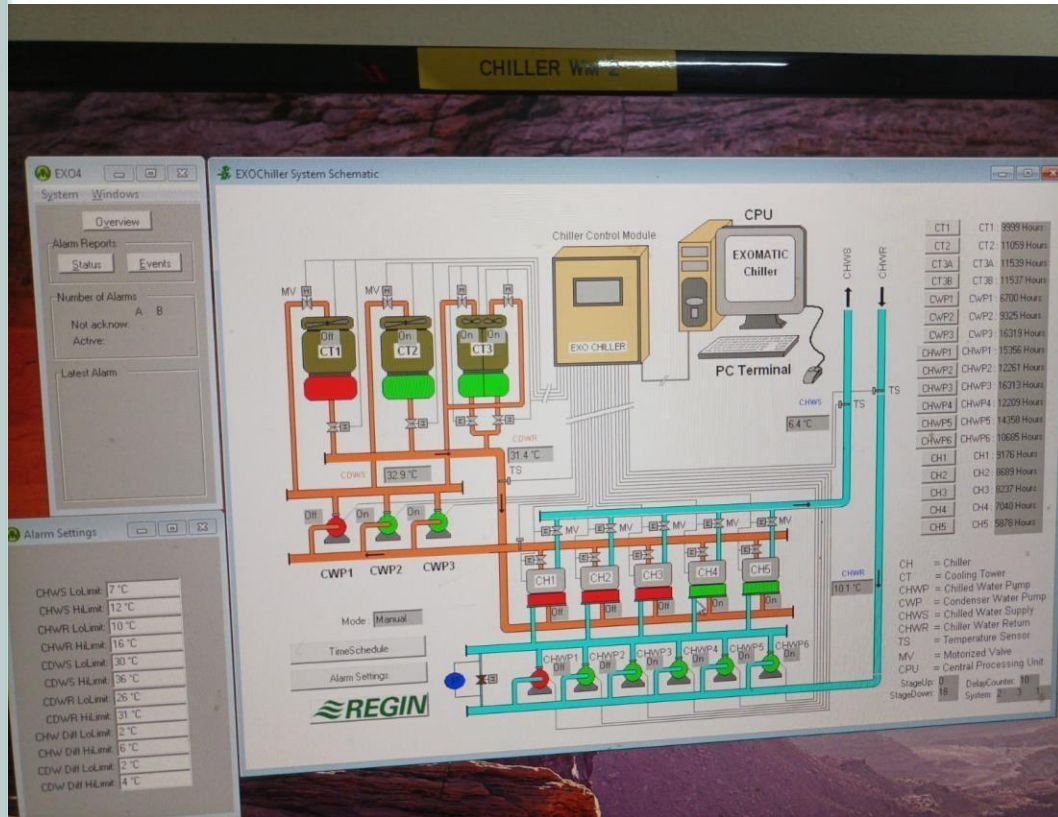 CHILLER WM 2
EXO4
System Windows
Overview
Alarm Reports
Status Events
Number of Alarms
A B
Not acknow:
Active:
Latest Alarm
Alarm Settings
CHWS LoLimit: 7 °C
CHWS HiLimit: 12 °C
CHWR LoLimit: 10 °C
CHWR HiLimit: 16 °C
CDWS LoLimit: 30 °C
CDWS HiLimit: 36 °C
CDWR LoLimit: 26 °C
CDWR HiLimit: 31 °C
CHW Diff LoLimit: 2 °C
CHW Diff HiLimit: 6 °C
CDW Diff LoLimit: 2 °C
CDW Diff HiLimit: 4 °C
EXOChiller System Schematic
Chiller Control Module
EXO CHILLER
CPU
EXOMATIC
Chiller
PC Terminal
CHWS
CHWR
MV
MV
Off
CT1
On
CT2
On On
CT3
CDWR
31.4 °C
TS
CDWS 32.9 °C
CHWS
6.4 °C
TS
TS
Off
On
On
CWP1 CWP2 CWP3
MV
MV
MV
MV
MV
CH1 CH2 CH3 CH4 CH5
Off Off Off On On
CHWR
10.1 °C
CHWP1 CHWP2 CHWP3 CHWP4 CHWP5 CHWP6
Off On On On On On
Mode: Manual
TimeSchedule
Alarm Settings
REGIN
CT1 CT1: 9999 Hours
CT2 CT2: 11059 Hours
CT3A CT3A: 11539 Hours
CT3B CT3B: 11537 Hours
CWP1 CWP1: 6700 Hours
CWP2 CWP2: 9325 Hours
CWP3 CWP3: 16319 Hours
CHWP1 CHWP1: 15356 Hours
CHWP2 CHWP2: 12261 Hours
CHWP3 CHWP3: 16313 Hours
CHWP4 CHWP4: 12209 Hours
CHWP5 CHWP5: 14358 Hours
CHWP6 CHWP6: 10685 Hours
CH1 CH1: 9176 Hours
CH2 CH2: 8689 Hours
CH3 CH3: 8237 Hours
CH4 CH4: 7048 Hours
CH5 CH5: 5878 Hours
CH = Chiller
CT = Cooling Tower
CHWP = Chilled Water Pump
CWP = Condenser Water Pump
CHWS = Chilled Water Supply
CHWR = Chiller Water Return
TS = Temperature Sensor
MV = Motorized Valve
CPU = Central Processing Unit
StageUp: 0 DelayCounter: 10
StageDown: 18 System: 2 3 1